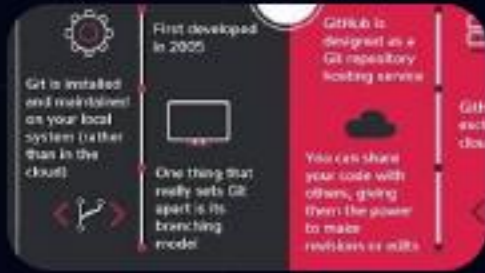 First developed
in 2005
Git is installed
and maintained
on your local
system (rather
than in the
cloud)
One thing that
really sets Git
apart is its
branching
model
GitHub is
designed as a
Git repository
hosting service
You can share
your code with
others, giving
them the power
to make
revisions or edits